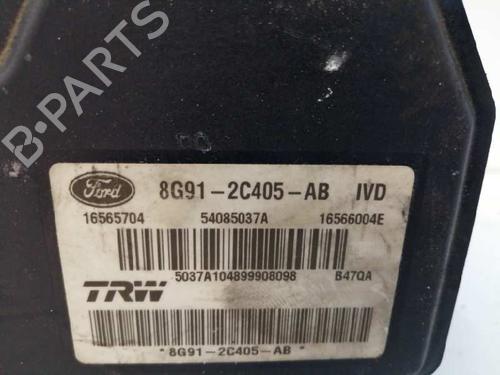 B-PARTS
Ford 8G91-2C405-AB IVD
16565704 54085037A 16566004E
5037A104899908098 B47QA
TRW
*8G91-2C405-AB*